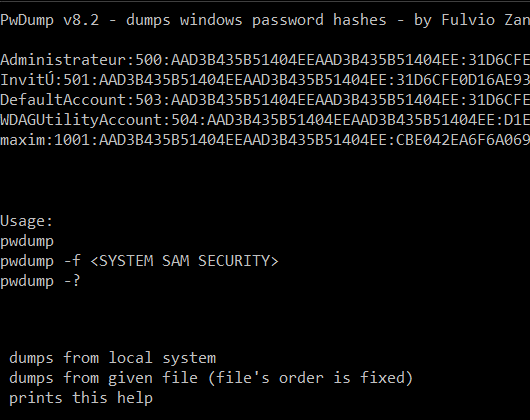 PwDump v8.2 - dumps windows password hashes - by Fulvio Zan
Administrateur:500:AAD3B435B51404EEAAD3B435B51404EE:31D6CFE
InvitÚ:501:AAD3B435B51404EEAAD3B435B51404EE:31D6CFE0D16AE93
DefaultAccount:503:AAD3B435B51404EEAAD3B435B51404EE:31D6CFE
WDAGUtilityAccount:504:AAD3B435B51404EEAAD3B435B51404EE:D1E
maxim:1001:AAD3B435B51404EEAAD3B435B51404EE:CBE042EA6F6A069
Usage:
pwdump
pwdump -f <SYSTEM SAM SECURITY>
pwdump -?
dumps from local system
dumps from given file (file's order is fixed)
prints this help